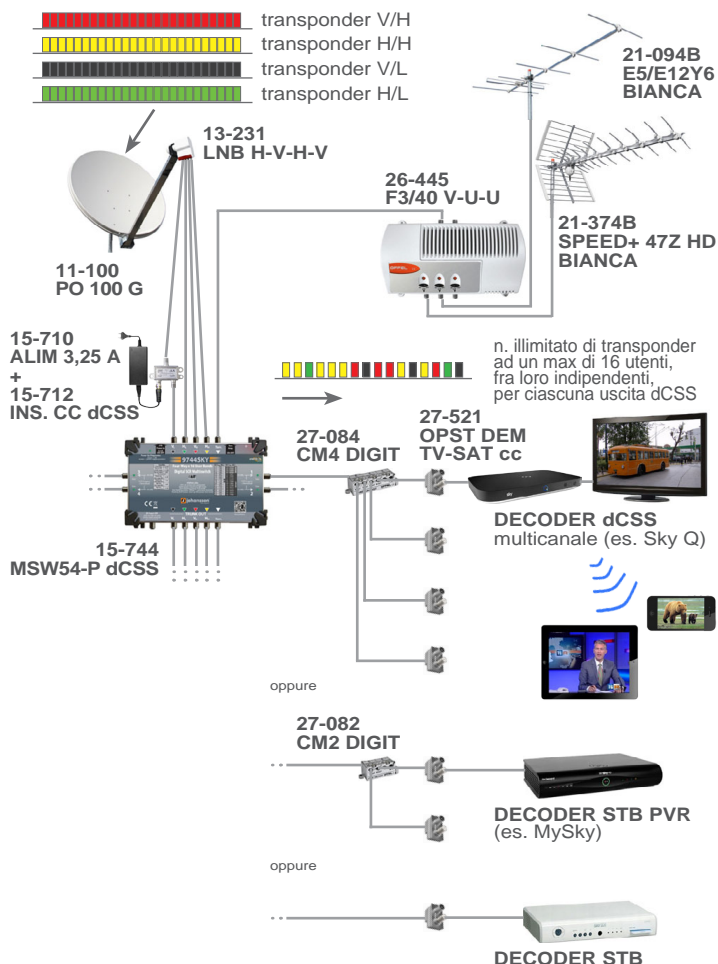 transponder V/H
transponder H/H
transponder V/L
transponder H/L
21-094B
E5/E12Y6
BIANCA
13-231
LNB H-V-H-V
26-445
F3/40 V-U-U
21-374B
SPEED+ 47Z HD
BIANCA
11-100
PO 100 G
15-710
ALIM 3,25 A
+
15-712
INS. CC dCSS
n. illimitato di transponder
ad un max di 16 utenti,
fra loro indipendenti,
per ciascuna uscita dCSS
27-084
CM4 DIGIT
27-521
OPST DEM
TV-SAT cc
9744SKY
johansson
15-744
MSW54-P dCSS
DECODER dCSS
multicanale (es. Sky Q)
oppure
27-082
CM2 DIGIT
DECODER STB PVR
(es. MySky)
oppure
DECODER STB